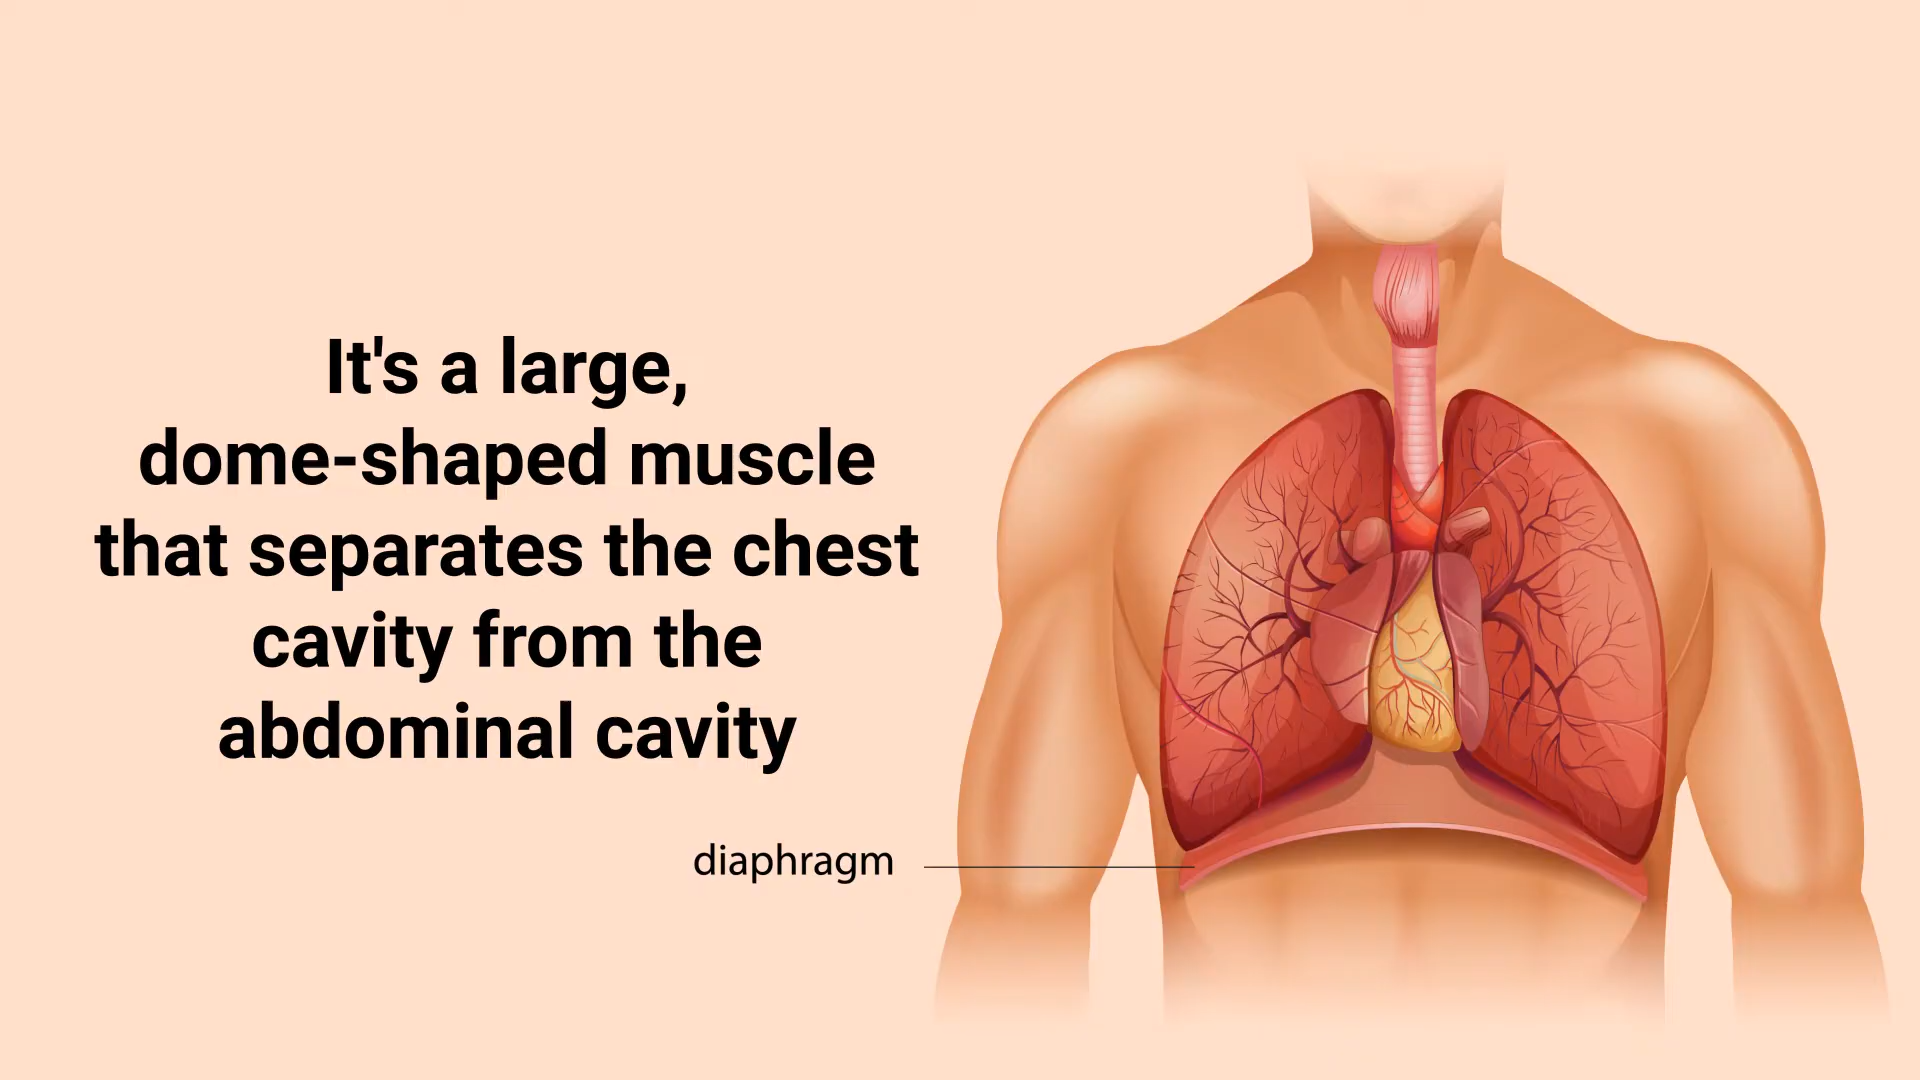 It's a large,
dome-shaped muscle
that separates the chest
cavity from the
abdominal cavity
diaphragm